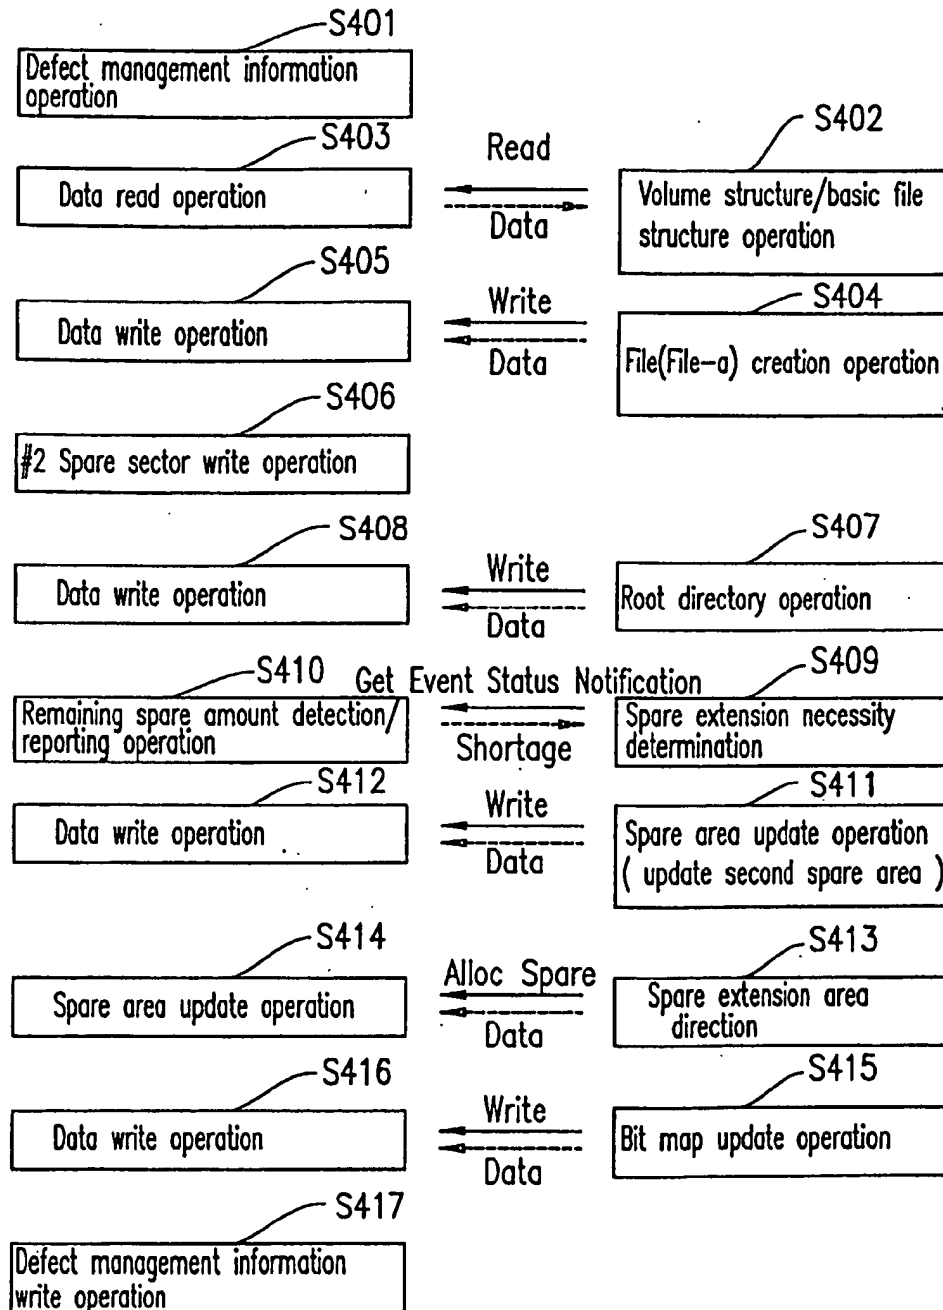 S401
Defect management information
operation
S403
Read
S402
Data read operation
Data
Volume structure/basic file
structure operation
S405
Write
S404
Data write operation
Data
File(File-a) creation operation
S406
#2 Spare sector write operation
S408
Write
S407
Data write operation
Data
Root directory operation
S410
Get Event Status Notification
S409
Remaining spare amount detection/
reporting operation
Shortage
Spare extension necessity
determination
S412
Write
S411
Data write operation
Data
Spare area update operation
( update second spare area )
S414
Alloc Spare
S413
Spare area update operation
Data
Spare extension area
direction
S416
Write
S415
Data write operation
Data
Bit map update operation
S417
Defect management information
write operation